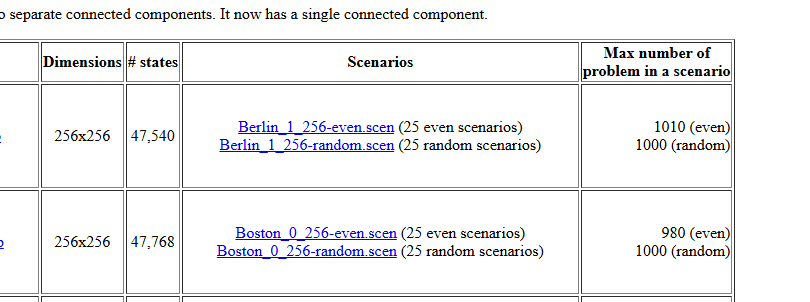 o separate connected components. It now has a single connected component.
Dimensions # states Scenarios Max number of
problem in a scenario
256x256 47,540 Berlin_1_256-even.scen (25 even scenarios) 1010 (even)
Berlin_1_256-random.scen (25 random scenarios) 1000 (random)
256x256 47,768 Boston_0_256-even.scen (25 even scenarios) 980 (even)
Boston_0_256-random.scen (25 random scenarios) 1000 (random)